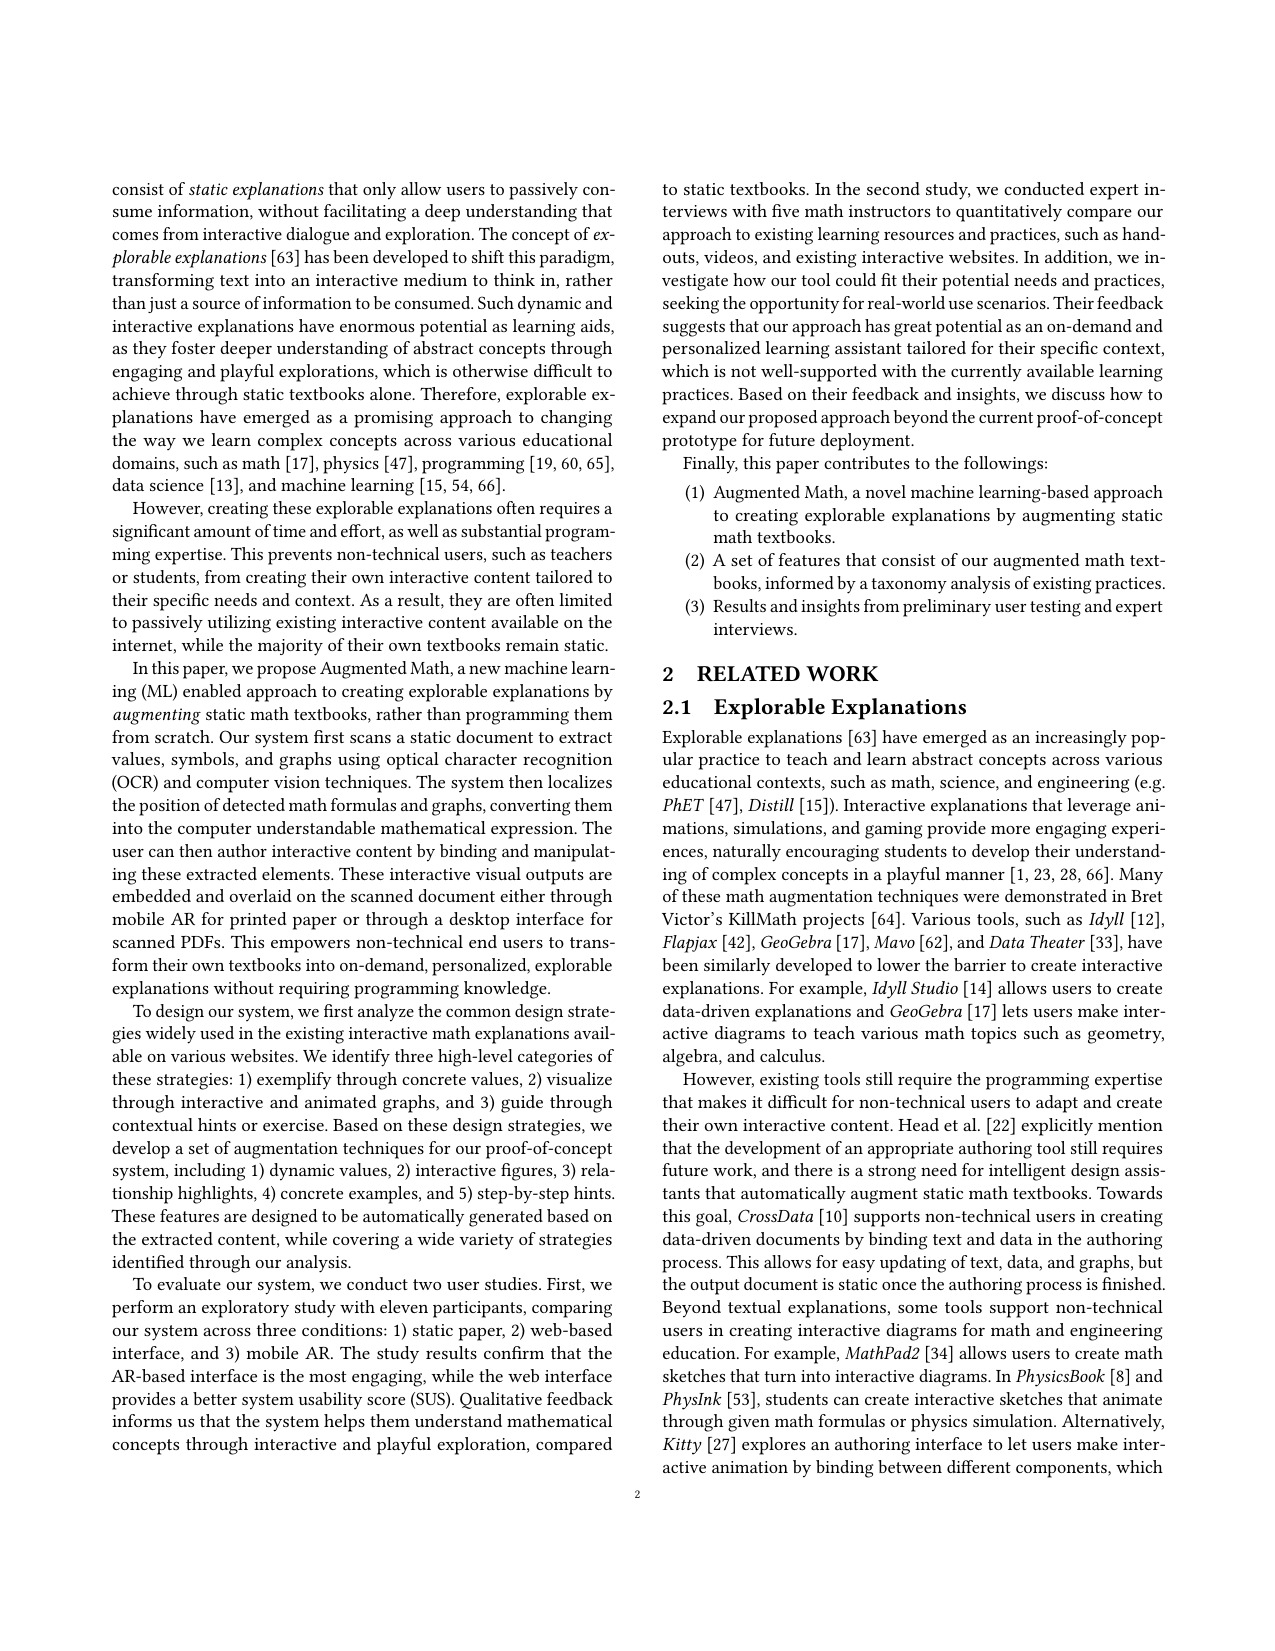 consist of static explanations that only allow users to passively con-
sume information, without facilitating a deep understanding that
comes from interactive dialogue and exploration. The concept of ex-
plorable explanations [63] has been developed to shift this paradigm,
transforming text into an interactive medium to think in, rather
than just a source of information to be consumed. Such dynamic and
interactive explanations have enormous potential as learning aids,
as they foster deeper understanding of abstract concepts through
engaging and playful explorations, which is otherwise difficult to
achieve through static textbooks alone. Therefore, explorable ex-
planations have emerged as a promising approach to changing
the way we learn complex concepts across various educational
domains, such as math [17], physics [47], programming [19, 60, 65],
data science [13], and machine learning [15, 54, 66].
However, creating these explorable explanations often requires a
significant amount of time and effort, as well as substantial program-
ming expertise. This prevents non-technical users, such as teachers
or students, from creating their own interactive content tailored to
their specific needs and context. As a result, they are often limited
to passively utilizing existing interactive content available on the
internet, while the majority of their own textbooks remain static.
In this paper, we propose Augmented Math, a new machine learn-
ing (ML) enabled approach to creating explorable explanations by
augmenting static math textbooks, rather than programming them
from scratch. Our system first scans a static document to extract
values, symbols, and graphs using optical character recognition
(OCR) and computer vision techniques. The system then localizes
the position of detected math formulas and graphs, converting them
into the computer understandable mathematical expression. The
user can then author interactive content by binding and manipulat-
ing these extracted elements. These interactive visual outputs are
embedded and overlaid on the scanned document either through
mobile AR for printed paper or through a desktop interface for
scanned PDFs. This empowers non-technical end users to trans-
form their own textbooks into on-demand, personalized, explorable
explanations without requiring programming knowledge.
To design our system, we first analyze the common design strate-
gies widely used in the existing interactive math explanations avail-
able on various websites. We identify three high-level categories of
these strategies: 1) exemplify through concrete values, 2) visualize
through interactive and animated graphs, and 3) guide through
contextual hints or exercise. Based on these design strategies, we
develop a set of augmentation techniques for our proof-of-concept
system, including 1) dynamic values, 2) interactive figures, 3) rela-
tionship highlights, 4) concrete examples, and 5) step-by-step hints.
These features are designed to be automatically generated based on
the extracted content, while covering a wide variety of strategies
identified through our analysis.
To evaluate our system, we conduct two user studies. First, we
perform an exploratory study with eleven participants, comparing
our system across three conditions: 1) static paper, 2) web-based
interface, and 3) mobile AR. The study results confirm that the
AR-based interface is the most engaging, while the web interface
provides a better system usability score (SUS). Qualitative feedback
informs us that the system helps them understand mathematical
concepts through interactive and playful exploration, compared
to static textbooks. In the second study, we conducted expert in-
terviews with five math instructors to quantitatively compare our
approach to existing learning resources and practices, such as hand-
outs, videos, and existing interactive websites. In addition, we in-
vestigate how our tool could fit their potential needs and practices,
seeking the opportunity for real-world use scenarios. Their feedback
suggests that our approach has great potential as an on-demand and
personalized learning assistant tailored for their specific context,
which is not well-supported with the currently available learning
practices. Based on their feedback and insights, we discuss how to
expand our proposed approach beyond the current proof-of-concept
prototype for future deployment.
Finally, this paper contributes to the followings:
(1) Augmented Math, a novel machine learning-based approach
to creating explorable explanations by augmenting static
math textbooks.
(2) A set of features that consist of our augmented math text-
books, informed by a taxonomy analysis of existing practices.
(3) Results and insights from preliminary user testing and expert
interviews.
2 RELATED WORK
2.1 Explorable Explanations
Explorable explanations [63] have emerged as an increasingly pop-
ular practice to teach and learn abstract concepts across various
educational contexts, such as math, science, and engineering (e.g.
PhET [47], Distill [15]). Interactive explanations that leverage ani-
mations, simulations, and gaming provide more engaging experi-
ences, naturally encouraging students to develop their understand-
ing of complex concepts in a playful manner [1, 23, 28, 66]. Many
of these math augmentation techniques were demonstrated in Bret
Victor's KillMath projects [64]. Various tools, such as Idyll [12],
Flapjax [42], GeoGebra [17], Mavo [62], and Data Theater [33], have
been similarly developed to lower the barrier to create interactive
explanations. For example, Idyll Studio [14] allows users to create
data-driven explanations and GeoGebra [17] lets users make inter-
active diagrams to teach various math topics such as geometry,
algebra, and calculus.
However, existing tools still require the programming expertise
that makes it difficult for non-technical users to adapt and create
their own interactive content. Head et al. [22] explicitly mention
that the development of an appropriate authoring tool still requires
future work, and there is a strong need for intelligent design assis-
tants that automatically augment static math textbooks. Towards
this goal, CrossData [10] supports non-technical users in creating
data-driven documents by binding text and data in the authoring
process. This allows for easy updating of text, data, and graphs, but
the output document is static once the authoring process is finished.
Beyond textual explanations, some tools support non-technical
users in creating interactive diagrams for math and engineering
education. For example, MathPad2 [34] allows users to create math
sketches that turn into interactive diagrams. In PhysicsBook [8] and
PhysInk [53], students can create interactive sketches that animate
through given math formulas or physics simulation. Alternatively,
Kitty [27] explores an authoring interface to let users make inter-
active animation by binding between different components, which
2